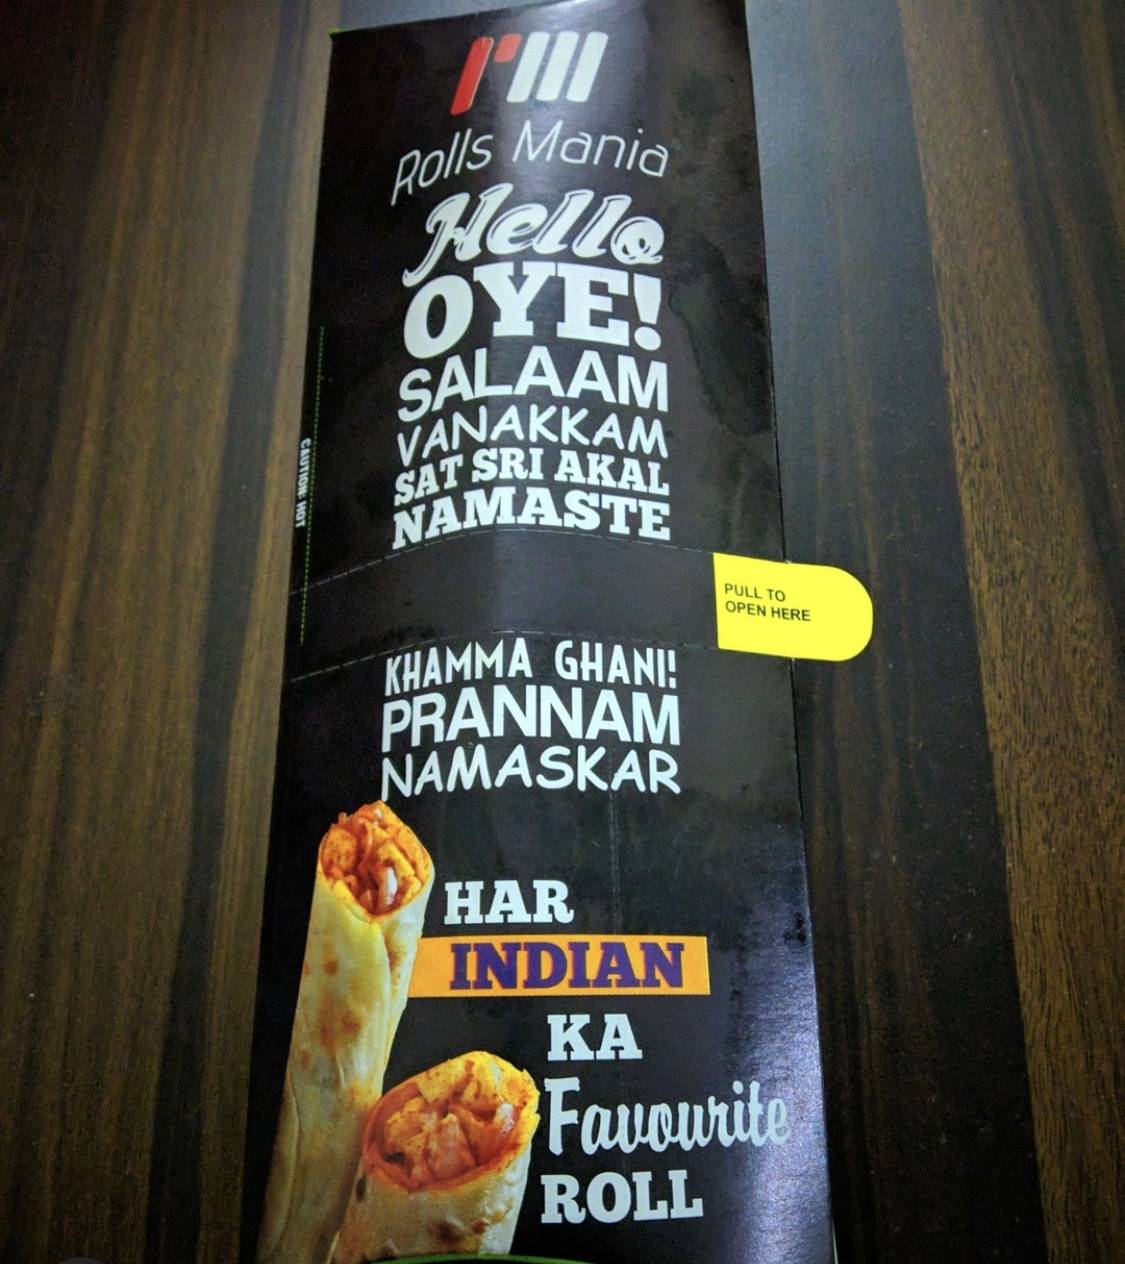 rm
Rolls Mania
Hello
OYE!
SALAAM
VANAKKAM
SAT SRI AKAL
NAMASTE
CAUTION: HOT
PULL TO
OPEN HERE
KHAMMA GHANI!
PRANNAM
NAMASKAR
HAR
INDIAN
KA
Favourite
ROLL